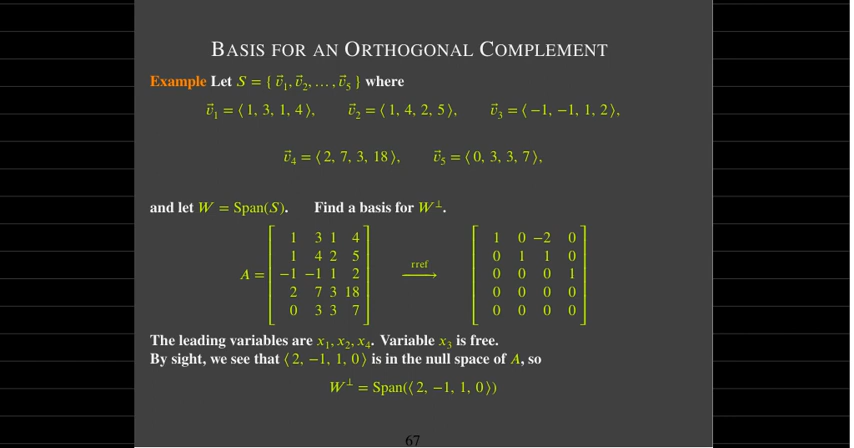 BASIS FOR AN ORTHOGONAL COMPLEMENT
Example Let S = { v⃗₁, v⃗₂, …, v⃗₅ } where
v⃗₁ = ⟨ 1, 3, 1, 4 ⟩, v⃗₂ = ⟨ 1, 4, 2, 5 ⟩, v⃗₃ = ⟨ −1, −1, 1, 2 ⟩,
v⃗₄ = ⟨ 2, 7, 3, 18 ⟩, v⃗₅ = ⟨ 0, 3, 3, 7 ⟩,
and let W = Span(S). Find a basis for W⊥.
1 3 1 4 1 0 −2 0
1 4 2 5 rref 0 1 1 0
A = −1 −1 1 2 ⟶ 0 0 0 1
2 7 3 18 0 0 0 0
0 3 3 7 0 0 0 0
The leading variables are x₁, x₂, x₄. Variable x₃ is free.
By sight, we see that ⟨ 2, −1, 1, 0 ⟩ is in the null space of A, so
W⊥ = Span(⟨ 2, −1, 1, 0 ⟩)
67